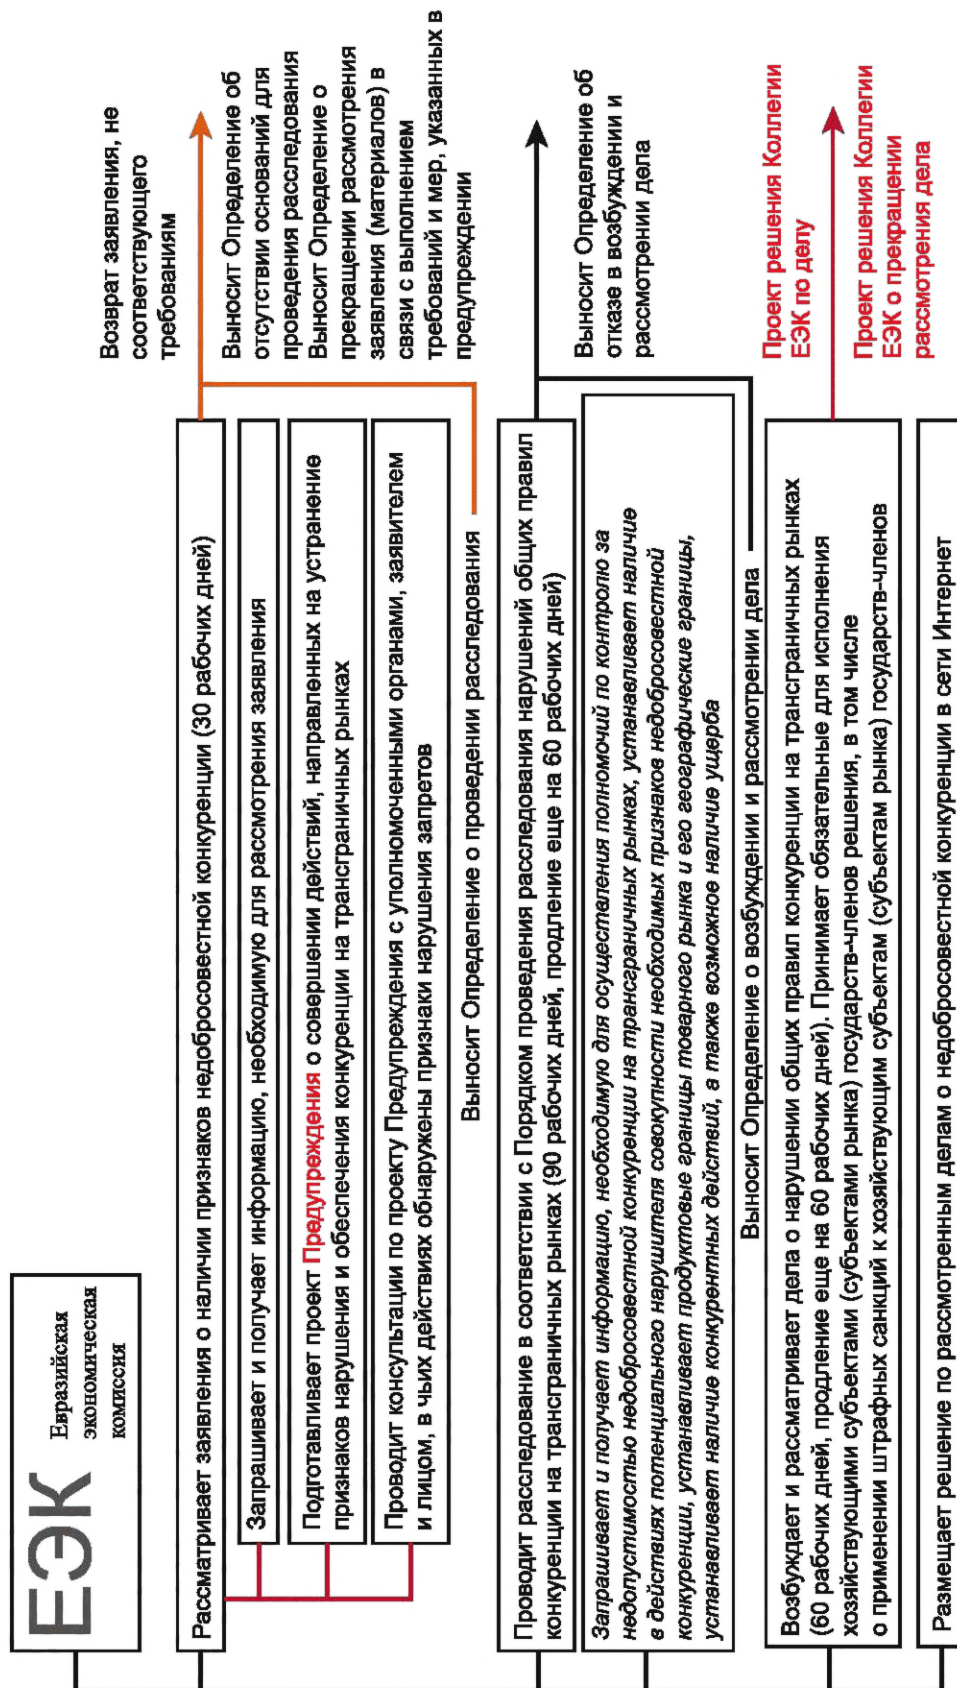 ЕЭК
Евразийская
экономическая
комиссия
Рассматривает заявления о наличии признаков недобросовестной конкуренции (30 рабочих дней)
Возврат заявления, не
соответствующего
требованиям
Запрашивает и получает информацию, необходимую для рассмотрения заявления
Подготавливает проект Предупреждения о совершении действий, направленных на устранение
признаков нарушения и обеспечения конкуренции на трансграничных рынках
Проводит консультации по проекту Предупреждения с уполномоченными органами, заявителем
и лицом, в чьих действиях обнаружены признаки нарушения запретов
Выносит Определение об
отсутствии оснований для
проведения расследования
Выносит Определение о
прекращении рассмотрения
заявления (материалов) в
связи с выполнением
требований и мер, указанных в
предупреждении
Выносит Определение о проведении расследования
Проводит расследование в соответствии с Порядком проведения расследования нарушений общих правил
конкуренции на трансграничных рынках (90 рабочих дней, продление еще на 60 рабочих дней)
Запрашивает и получает информацию, необходимую для осуществления полномочий по контролю за
недопустимостью недобросовестной конкуренции на трансграничных рынках, устанавливает наличие
в действиях потенциального нарушителя совокупности необходимых признаков недобросовестной
конкуренции, устанавливает продуктовые границы товарного рынка и его географические границы,
устанавливает наличие конкурентных действий, а также возможное наличие ущерба
Выносит Определение об
отказе в возбуждении и
рассмотрении дела
Выносит Определение о возбуждении и рассмотрении дела
Возбуждает и рассматривает дела о нарушении общих правил конкуренции на трансграничных рынках
(60 рабочих дней, продление еще на 60 рабочих дней). Принимает обязательные для исполнения
хозяйствующими субъектами (субъектами рынка) государств-членов решения, в том числе
о применении штрафных санкций к хозяйствующим субъектам (субъектам рынка) государств-членов
Проект решения Коллегии
ЕЭК по делу
Проект решения Коллегии
ЕЭК о прекращении
рассмотрения дела
Размещает решение по рассмотренным делам о недобросовестной конкуренции в сети Интернет